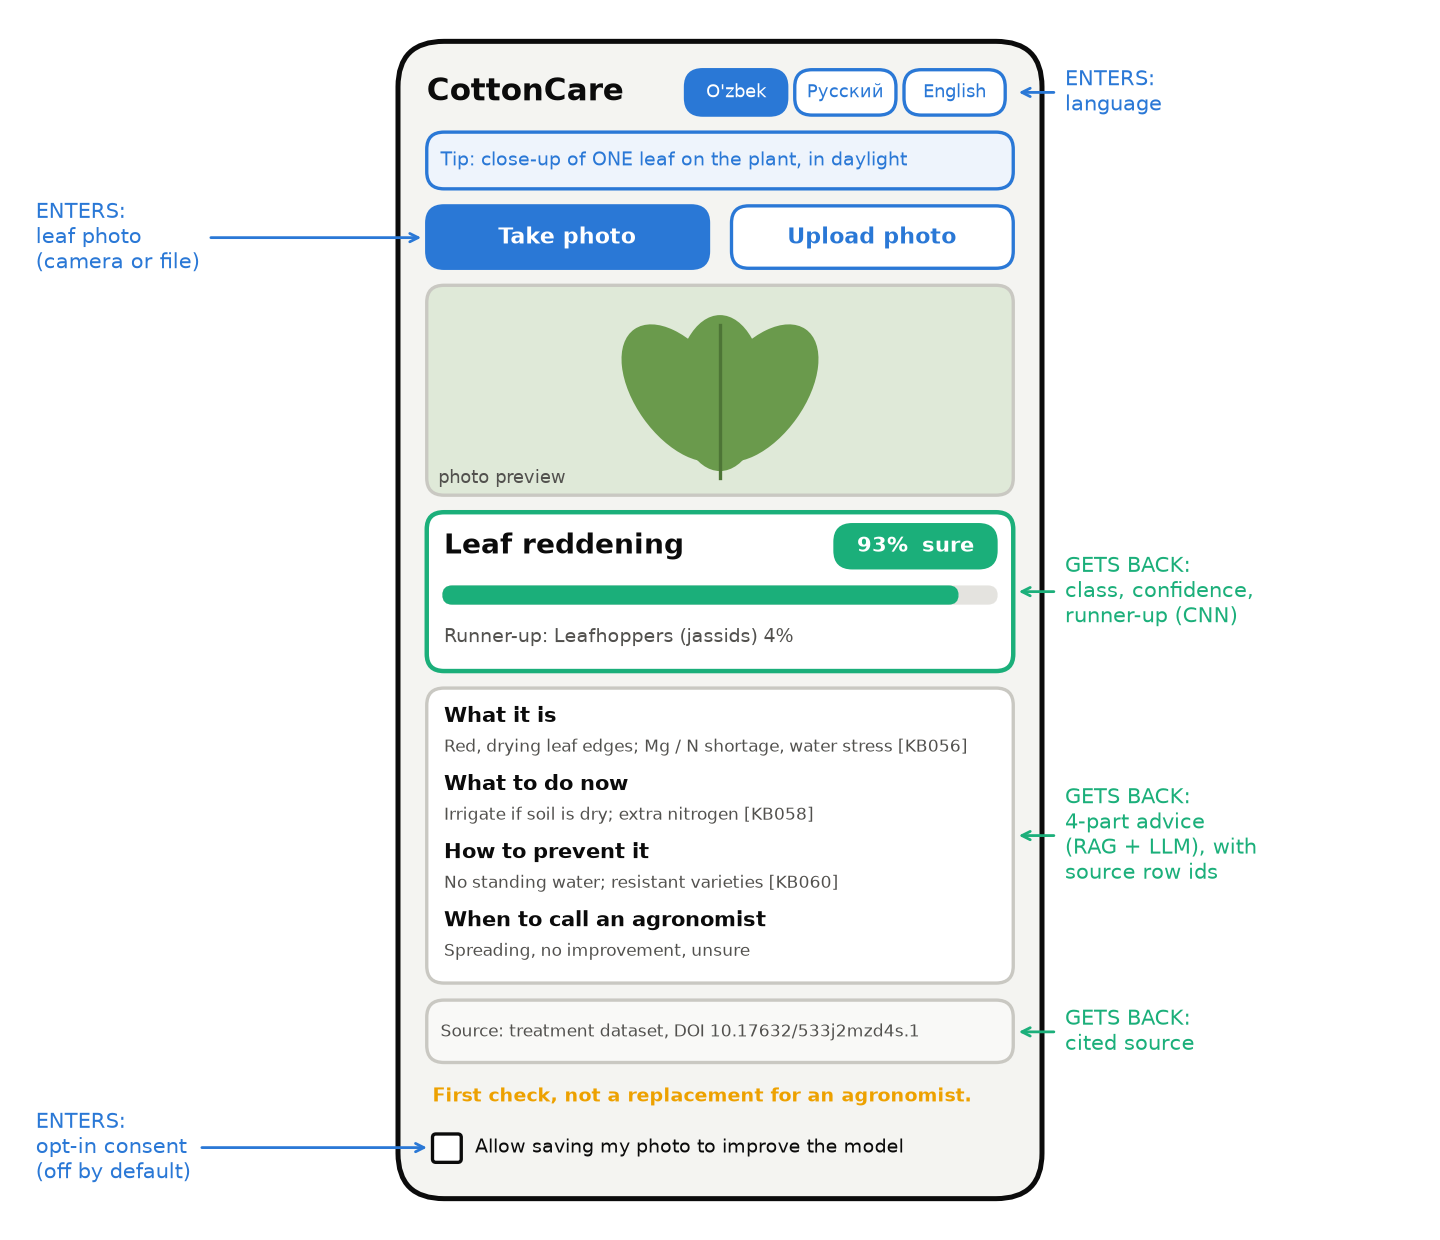 CottonCare
O'zbek
Русский
English
ENTERS:
language
Tip: close-up of ONE leaf on the plant, in daylight
ENTERS:
leaf photo
(camera or file)
Take photo
Upload photo
photo preview
Leaf reddening
93%  sure
Runner-up: Leafhoppers (jassids) 4%
GETS BACK:
class, confidence,
runner-up (CNN)
What it is
Red, drying leaf edges; Mg / N shortage, water stress [KB056]
What to do now
Irrigate if soil is dry; extra nitrogen [KB058]
How to prevent it
No standing water; resistant varieties [KB060]
When to call an agronomist
Spreading, no improvement, unsure
GETS BACK:
4-part advice
(RAG + LLM), with
source row ids
Source: treatment dataset, DOI 10.17632/533j2mzd4s.1
GETS BACK:
cited source
First check, not a replacement for an agronomist.
ENTERS:
opt-in consent
(off by default)
Allow saving my photo to improve the model